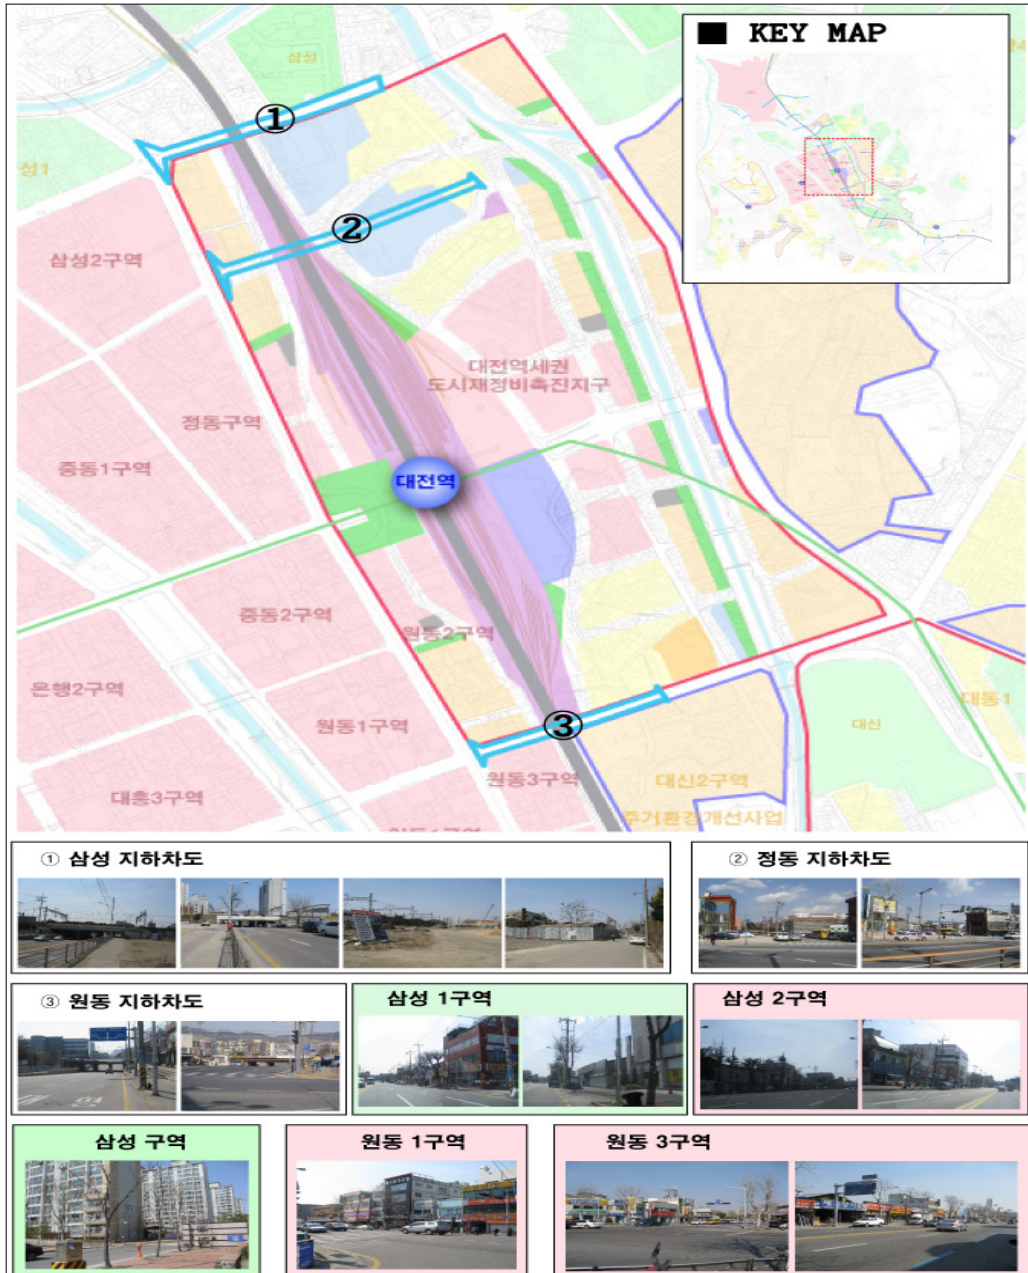 ■ KEY MAP
삼성
①
성1
②
삼성2구역
대전역세권
도시재정비촉진지구
정동구역
중동1구역
대전역
중동2구역
원동2구역
은행2구역
원동1구역
③
대동1
대신
원동3구역
대신2구역
대흥3구역
주거환경개선사업
① 삼성 지하차도
② 정동 지하차도
③ 원동 지하차도
삼성 1구역
삼성 2구역
삼성 구역
원동 1구역
원동 3구역